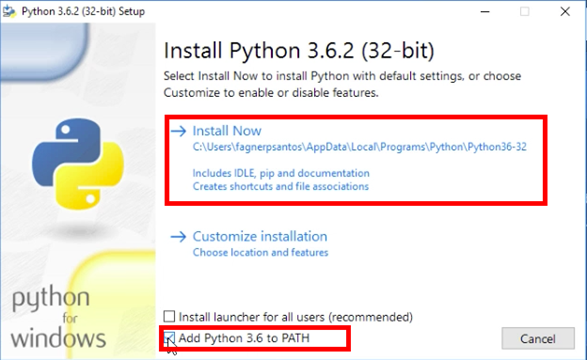 Python 3.6.2 (32-bit) Setup
Install Python 3.6.2 (32-bit)
Select Install Now to install Python with default settings, or choose
Customize to enable or disable features.
Install Now
C:\Users\fagnerpsantos\AppData\Local\Programs\Python\Python36-32
Includes IDLE, pip and documentation
Creates shortcuts and file associations
Customize installation
Choose location and features
Install launcher for all users (recommended)
Add Python 3.6 to PATH
Cancel
python
for
windows